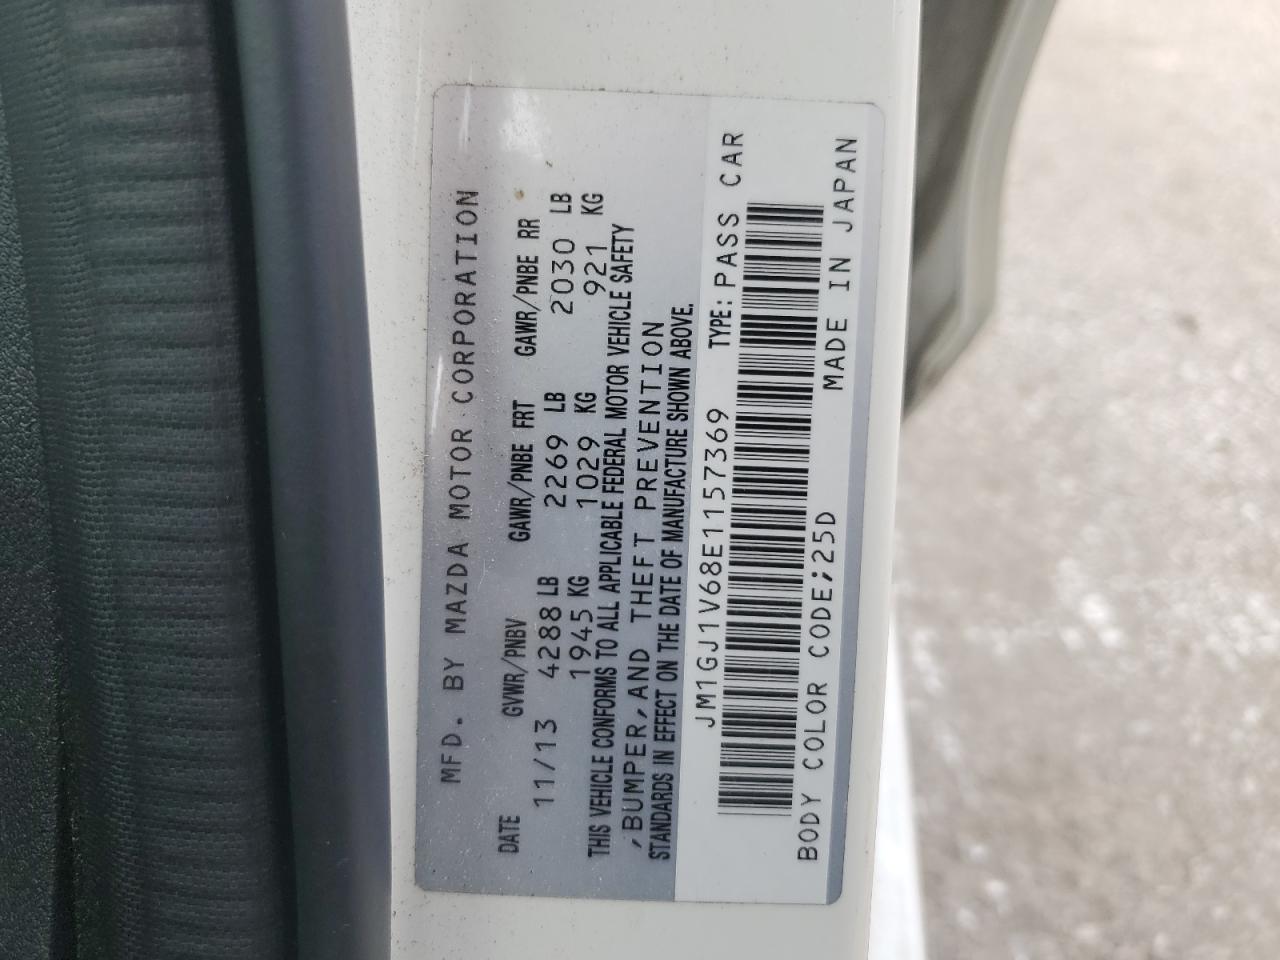 MFD. BY MAZDA MOTOR CORPORATION
DATE GVWR/PNBV GAWR/PNBE FRT GAWR/PNBE RR
11/13 4288 LB 2269 LB 2030 LB
1945 KG 1029 KG 921 KG
THIS VEHICLE CONFORMS TO ALL APPLICABLE FEDERAL MOTOR VEHICLE SAFETY
,BUMPER,AND THEFT PREVENTION
STANDARDS IN EFFECT ON THE DATE OF MANUFACTURE SHOWN ABOVE.
JM1GJ1V68E1157369 TYPE: PASS CAR
BODY COLOR CODE;25D MADE IN JAPAN